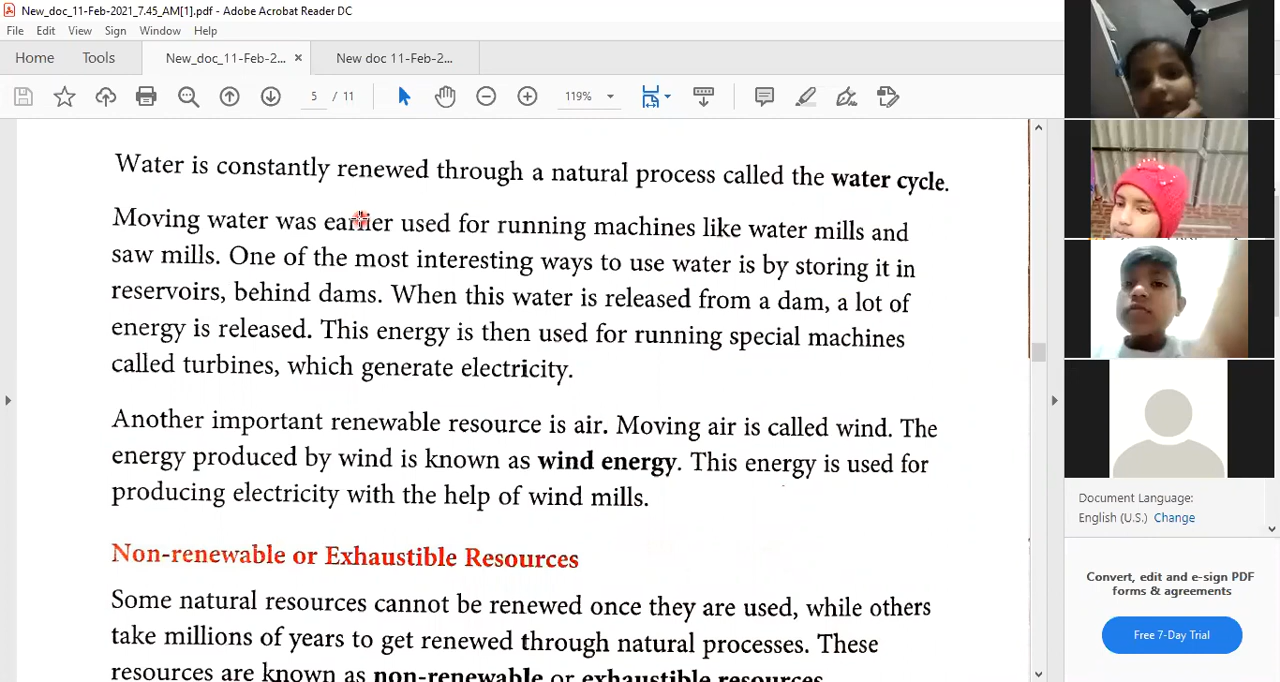 New_doc_11-Feb-2021_7.45_AM[1].pdf - Adobe Acrobat Reader DC
File Edit View Sign Window Help
Home Tools New_doc_11-Feb-2... × New doc 11-Feb-2...
5 / 11 119%
Water is constantly renewed through a natural process called the water cycle.
Moving water was earlier used for running machines like water mills and
saw mills. One of the most interesting ways to use water is by storing it in
reservoirs, behind dams. When this water is released from a dam, a lot of
energy is released. This energy is then used for running special machines
called turbines, which generate electricity.
Another important renewable resource is air. Moving air is called wind. The
energy produced by wind is known as wind energy. This energy is used for
producing electricity with the help of wind mills.
Non-renewable or Exhaustible Resources
Some natural resources cannot be renewed once they are used, while others
take millions of years to get renewed through natural processes. These
resources are known as non-renewable or exhaustible resources.
Document Language:
English (U.S.) Change
Convert, edit and e-sign PDF
forms & agreements
Free 7-Day Trial